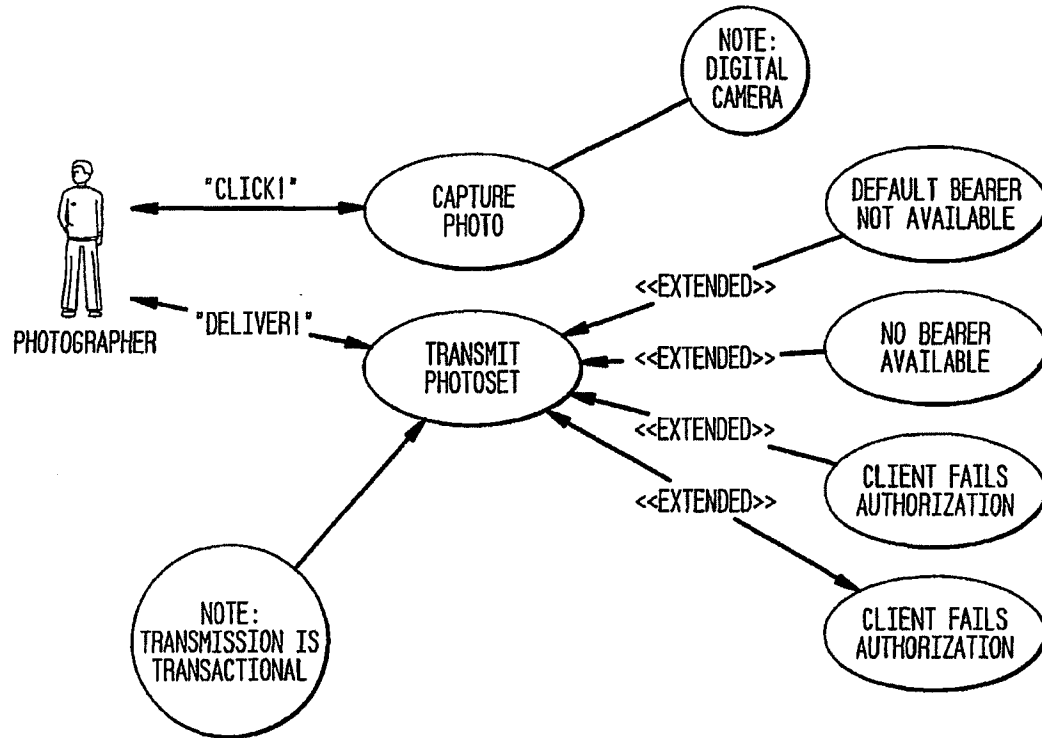 NOTE:
DIGITAL
CAMERA
"CLICK!"
CAPTURE
PHOTO
DEFAULT BEARER
NOT AVAILABLE
<<EXTENDED>>
PHOTOGRAPHER
"DELIVER!"
TRANSMIT
PHOTOSET
<<EXTENDED>>
NO BEARER
AVAILABLE
<<EXTENDED>>
CLIENT FAILS
AUTHORIZATION
<<EXTENDED>>
NOTE:
TRANSMISSION IS
TRANSACTIONAL
CLIENT FAILS
AUTHORIZATION